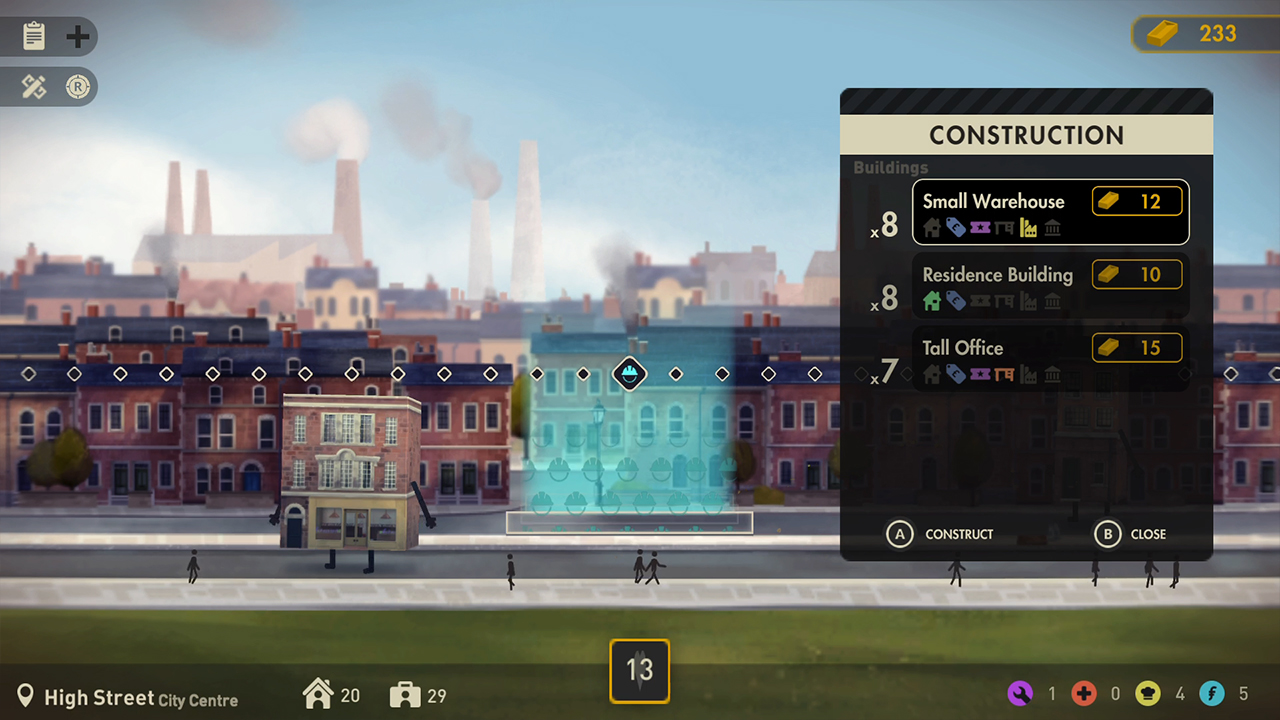 R
233
CONSTRUCTION
Buildings
x8 Small Warehouse 12
x8 Residence Building 10
x7 Tall Office 15
A CONSTRUCT B CLOSE
13
High Street City Centre 20 29 1 0 4 5